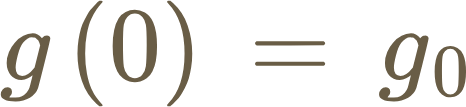 g(0) = g₀